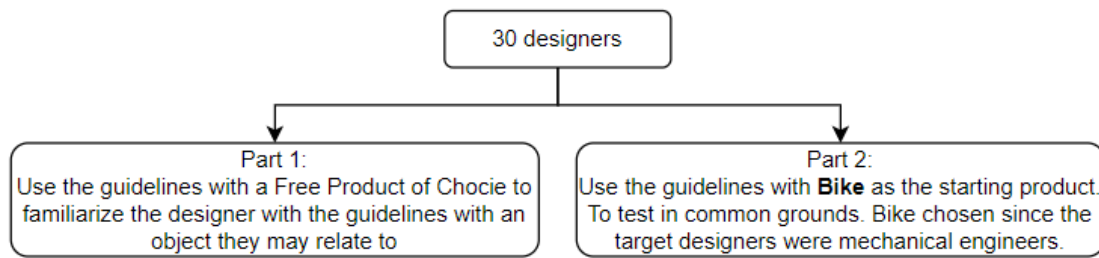 30 designers
Part 1:
Use the guidelines with a Free Product of Chocie to
familiarize the designer with the guidelines with an
object they may relate to
Part 2:
Use the guidelines with Bike as the starting product.
To test in common grounds. Bike chosen since the
target designers were mechanical engineers.